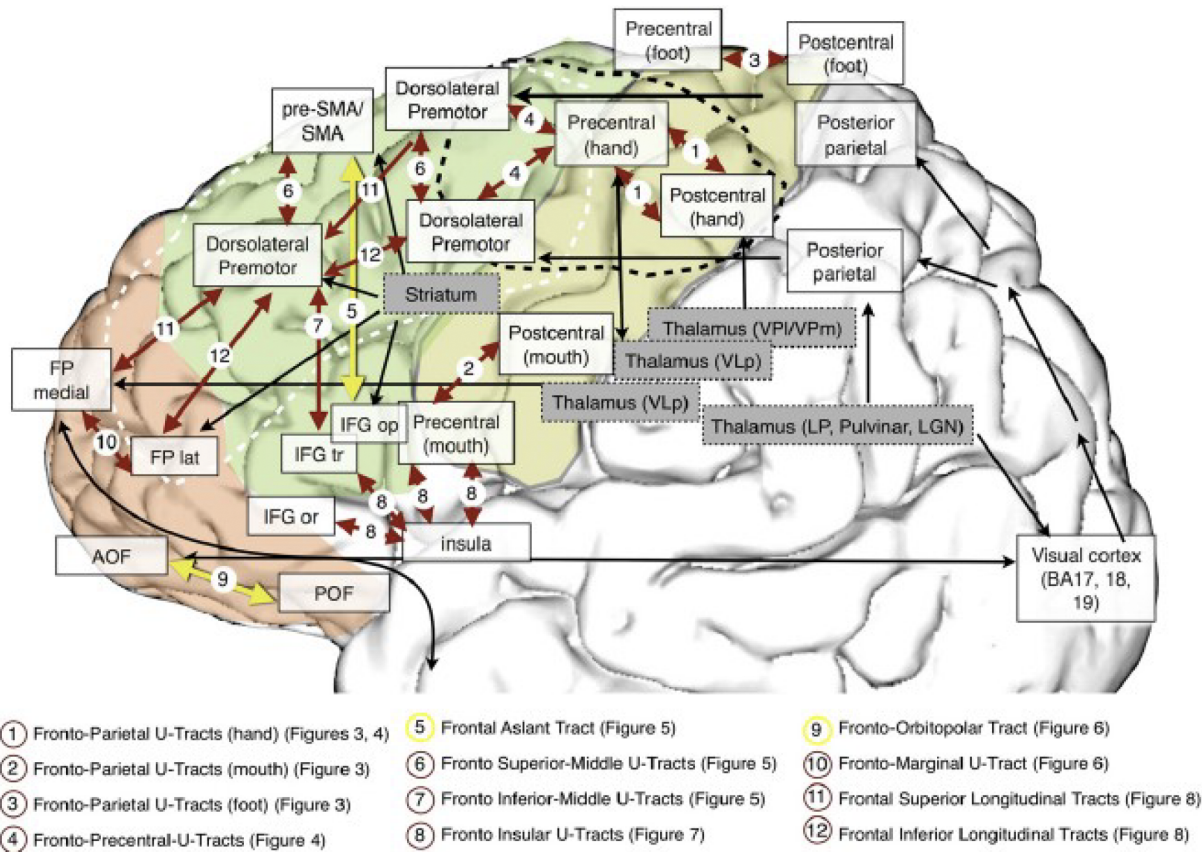 Precentral
(foot)
3
Postcentral
(foot)
Dorsolateral
Premotor
pre-SMA/
SMA
4
Precentral
(hand)
1
Posterior
parietal
6
11
6
4
1
Postcentral
(hand)
Dorsolateral
Premotor
12
Dorsolateral
Premotor
Posterior
parietal
Striatum
5
11
7
12
Postcentral
(mouth)
Thalamus (VPl/VPm)
Thalamus (VLp)
2
FP
medial
Thalamus (VLp)
10
FP lat
IFG tr
IFG op
Precentral
(mouth)
Thalamus (LP, Pulvinar, LGN)
8
8
8
IFG or
8
insula
AOF
9
POF
Visual cortex
(BA17, 18,
19)
1 Fronto-Parietal U-Tracts (hand) (Figures 3, 4)
2 Fronto-Parietal U-Tracts (mouth) (Figure 3)
3 Fronto-Parietal U-Tracts (foot) (Figure 3)
4 Fronto-Precentral-U-Tracts (Figure 4)
5 Frontal Aslant Tract (Figure 5)
6 Fronto Superior-Middle U-Tracts (Figure 5)
7 Fronto Inferior-Middle U-Tracts (Figure 5)
8 Fronto Insular U-Tracts (Figure 7)
9 Fronto-Orbitopolar Tract (Figure 6)
10 Fronto-Marginal U-Tract (Figure 6)
11 Frontal Superior Longitudinal Tracts (Figure 8)
12 Frontal Inferior Longitudinal Tracts (Figure 8)